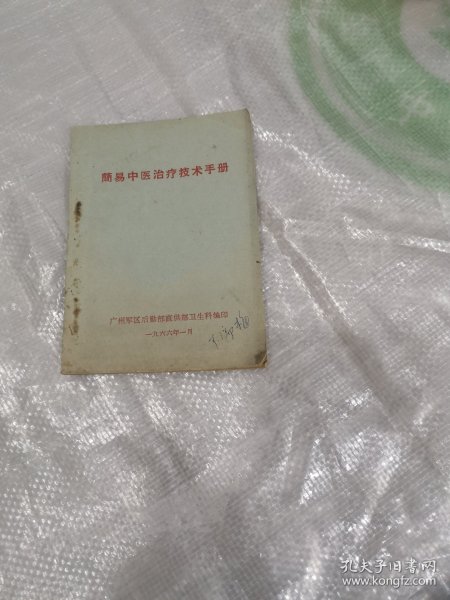 簡易中医治疗技术手册
广州军区后勤部直供部卫生科编印
一九六六年一月
孔夫子旧书网
www.kongfz.com